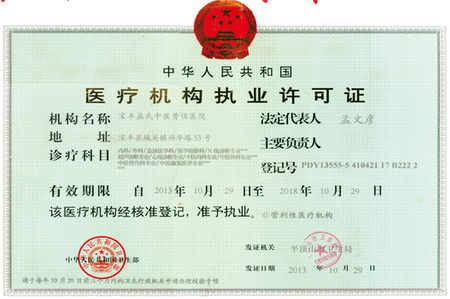 中华人民共和国
医疗机构执业许可证
机构名称 宝丰孟氏中医骨伤医院 法定代表人 孟文彦
地址 宝丰县城关镇兴华路53号 主要负责人
诊疗科目 登记号 PDY13555-5 410421 17 B222 2
有效期限 自 2013 年 10 月 29 日至 2018 年 10 月 29 日
该医疗机构经核准登记，准予执业。 非营利性医疗机构
发证机关
中华人民共和国卫生部 发证日期 2013 年 10 月 29 日